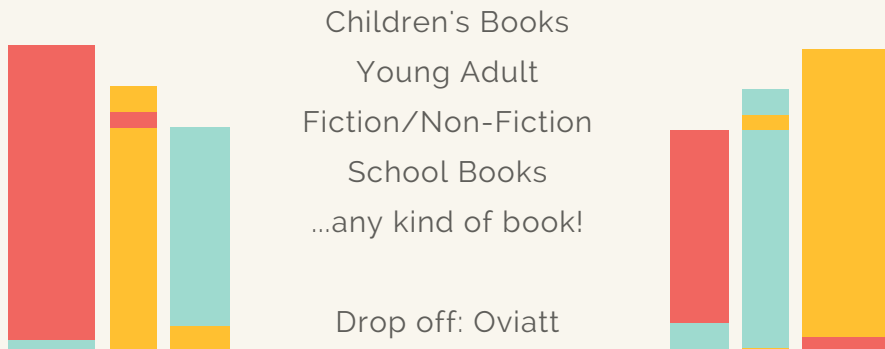 Children's Books
Young Adult
Fiction/Non-Fiction
School Books
...any kind of book!
Drop off: Oviatt